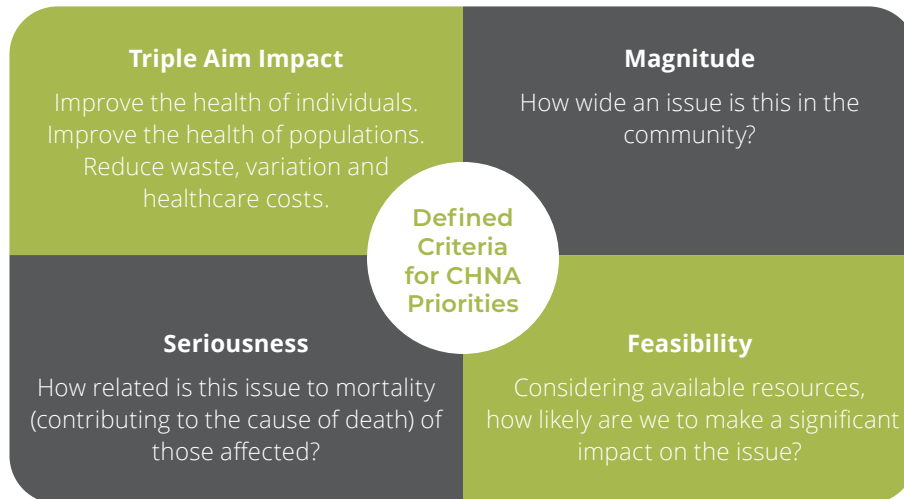 Triple Aim Impact
Improve the health of individuals.
Improve the health of populations.
Reduce waste, variation and
healthcare costs.
Magnitude
How wide an issue is this in the
community?
Defined
Criteria
for CHNA
Priorities
Seriousness
How related is this issue to mortality
(contributing to the cause of death) of
those affected?
Feasibility
Considering available resources,
how likely are we to make a significant
impact on the issue?